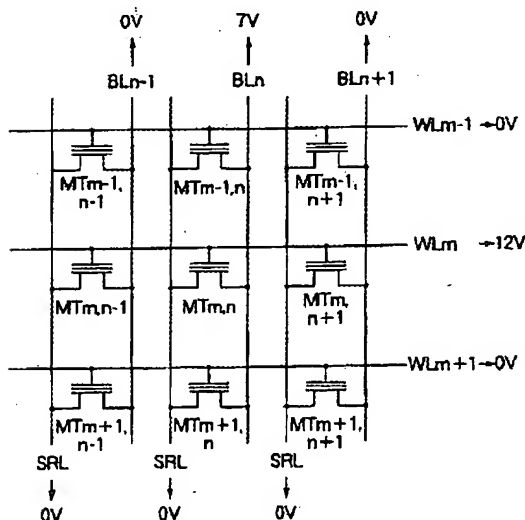 0V 7V 0V
BLn-1 BLn BLn+1
WLm-1 → 0V
MTm-1, n-1
MTm-1,n
MTm-1, n+1
WLm → 12V
MTm,n-1
MTm,n
MTm, n+1
WLm+1 → 0V
MTm+1, n-1
MTm+1, n
MTm+1, n+1
SRL SRL SRL
0V 0V 0V